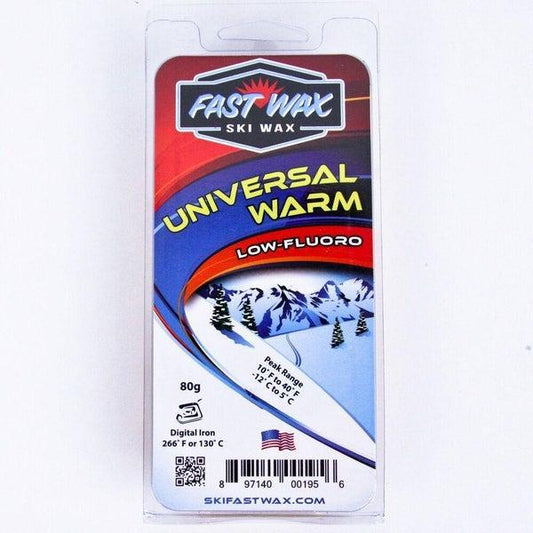 FAST WAX
SKI WAX
UNIVERSAL
WARM
LOW-FLUORO
Peak Range
10° F to 40° F
-12° C to 5° C
80g
Digital Iron
266° F or 130° C
8 97140 00195 6
SKIFASTWAX.COM